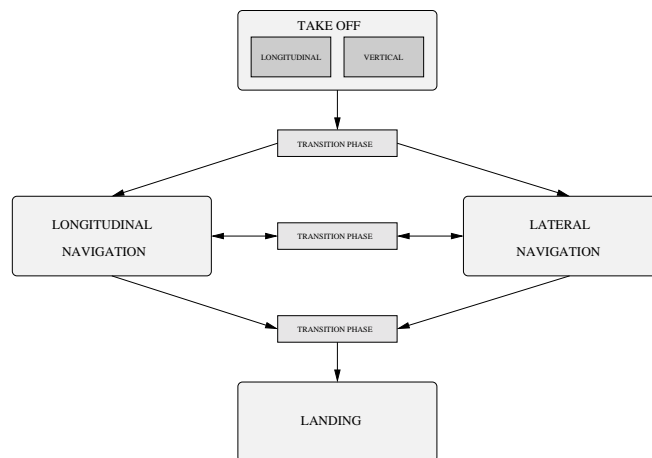 TAKE OFF
LONGITUDINAL
VERTICAL
TRANSITION PHASE
LONGITUDINAL
NAVIGATION
TRANSITION PHASE
LATERAL
NAVIGATION
TRANSITION PHASE
LANDING